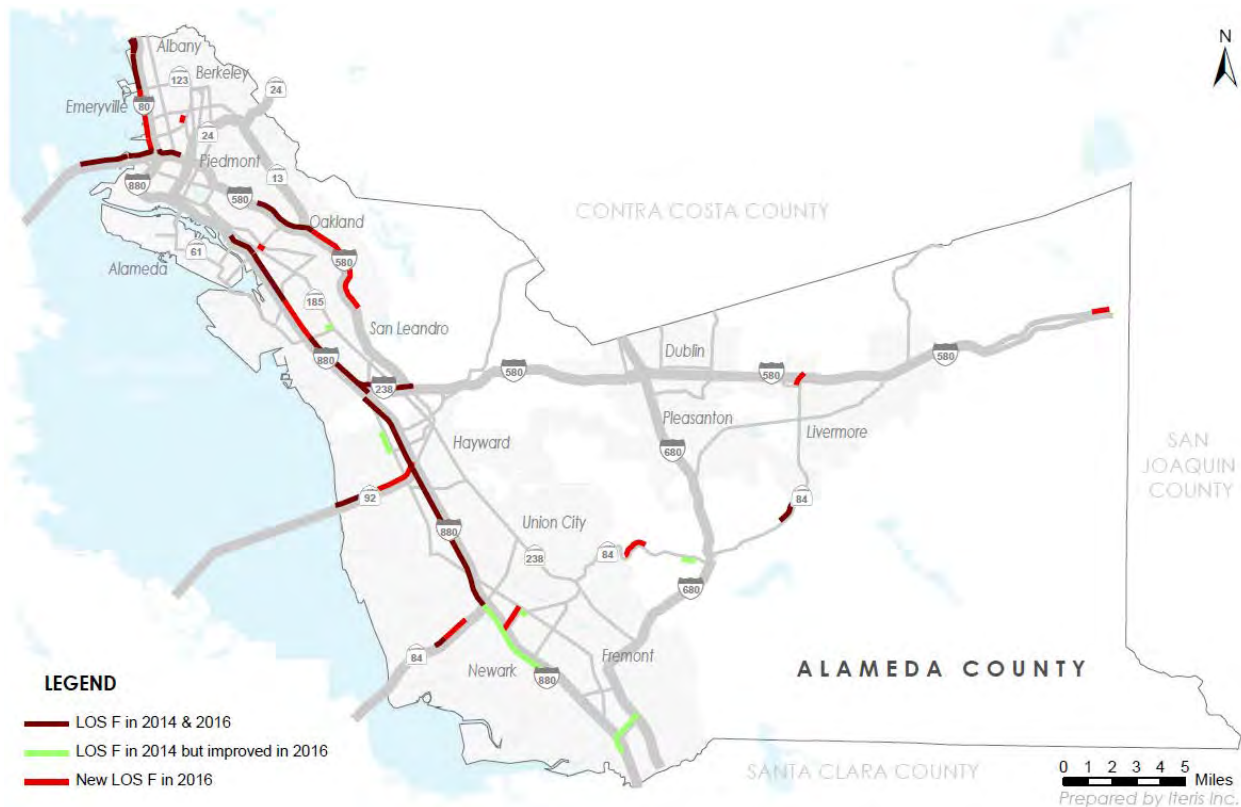 N
Albany
Berkeley
123
24
Emeryville
80
24
Piedmont
880
13
580
CONTRA COSTA COUNTY
Oakland
61
580
Alameda
185
San Leandro
880
Dublin
580
580
580
238
Pleasanton
Livermore
Hayward
680
SAN
JOAQUIN
COUNTY
92
84
880
Union City
238
84
680
84
Newark
Fremont
880
ALAMEDA COUNTY
LEGEND
LOS F in 2014 & 2016
LOS F in 2014 but improved in 2016
New LOS F in 2016
SANTA CLARA COUNTY
0 1 2 3 4 5
Miles
Prepared by Iteris Inc.